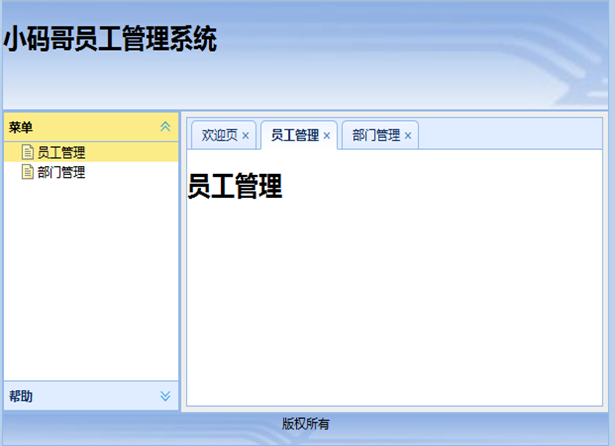 小码哥员工管理系统
菜单
员工管理
部门管理
帮助
欢迎页 员工管理 部门管理
员工管理
版权所有